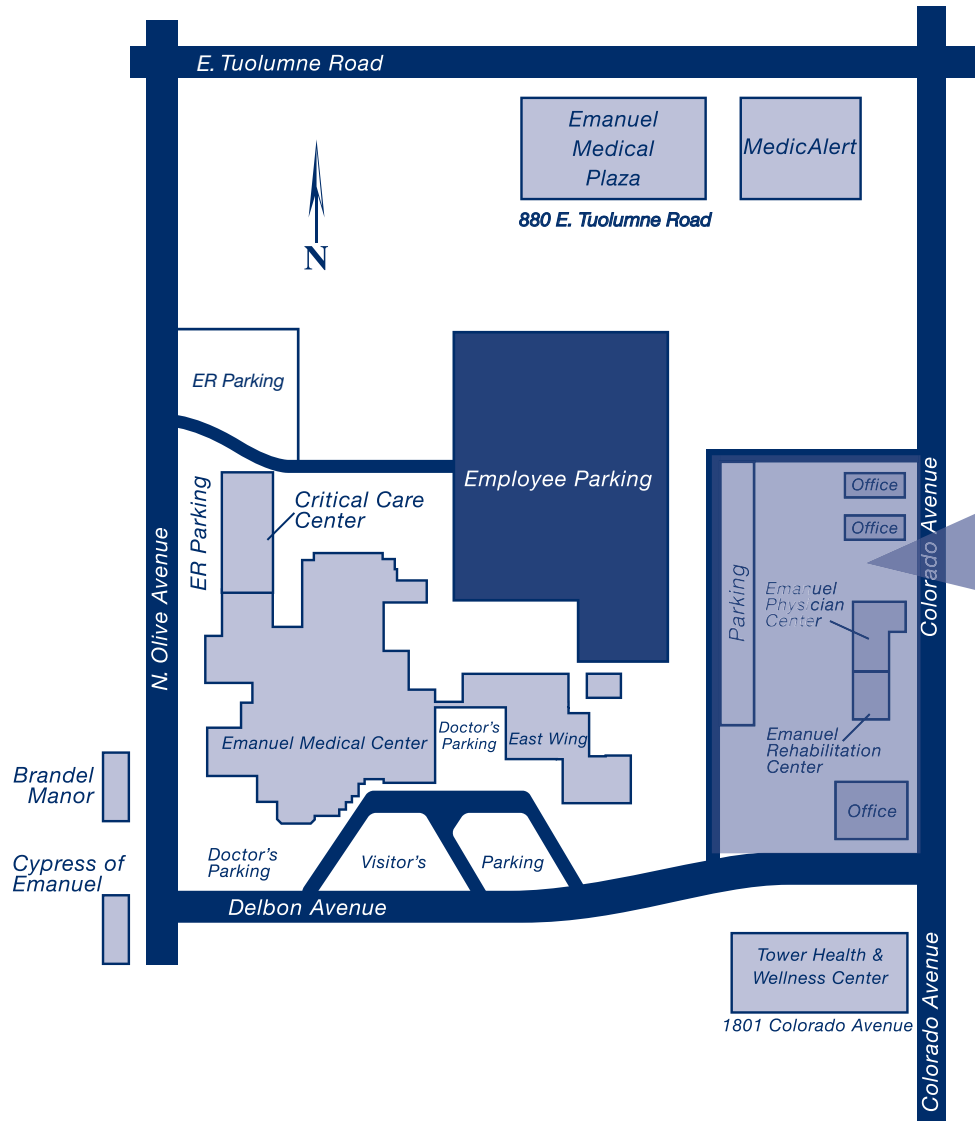 E. Tuolumne Road
Emanuel
Medical
Plaza
MedicAlert
880 E. Tuolumne Road
N
ER Parking
Employee Parking
Critical Care
Center
ER Parking
N. Olive Avenue
Office
Office
Colorado Avenue
Parking
Emanuel
Physician
Center
Emanuel
Rehabilitation
Center
Office
Emanuel Medical Center
Doctor's
Parking
East Wing
Brandel
Manor
Cypress of
Emanuel
Doctor's
Parking
Visitor's
Parking
Delbon Avenue
Tower Health &
Wellness Center
1801 Colorado Avenue
Colorado Avenue